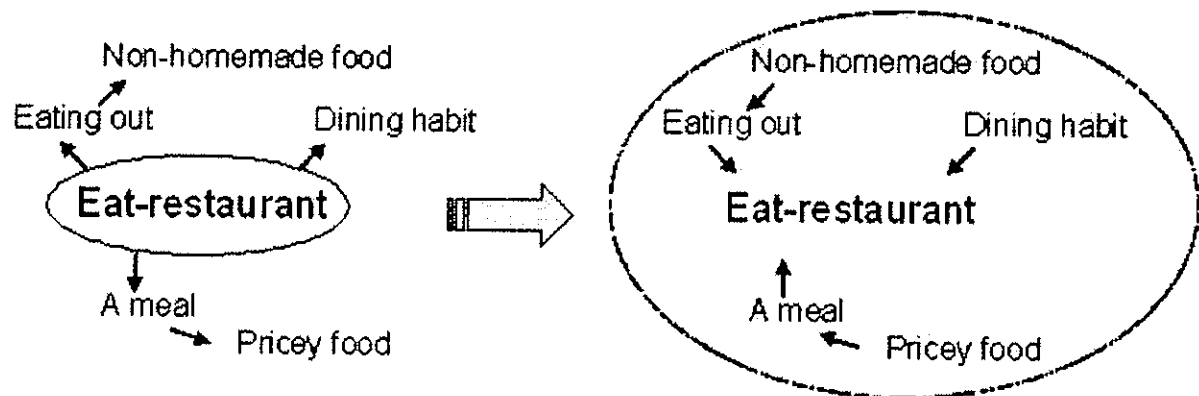 Non-homemade food
Eating out
Dining habit
Eat-restaurant
A meal
Pricey food
Non-homemade food
Eating out
Dining habit
Eat-restaurant
A meal
Pricey food